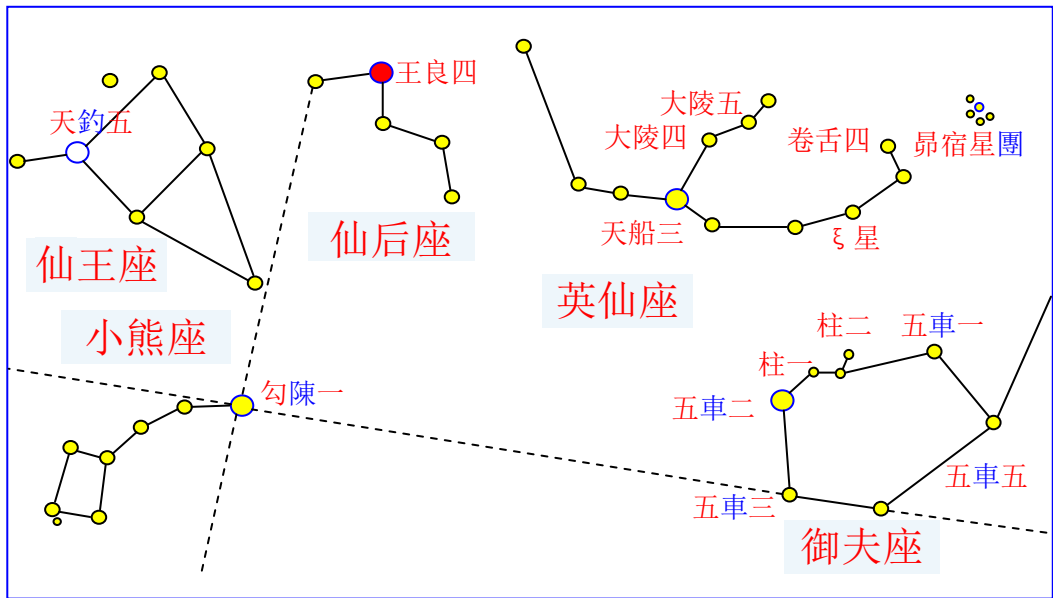 王良四
天釣五
大陵五
大陵四
卷舌四
昴宿星團
仙后座
天船三
ξ 星
仙王座
英仙座
小熊座
柱二
五車一
柱一
勾陳一
五車二
五車五
五車三
御夫座